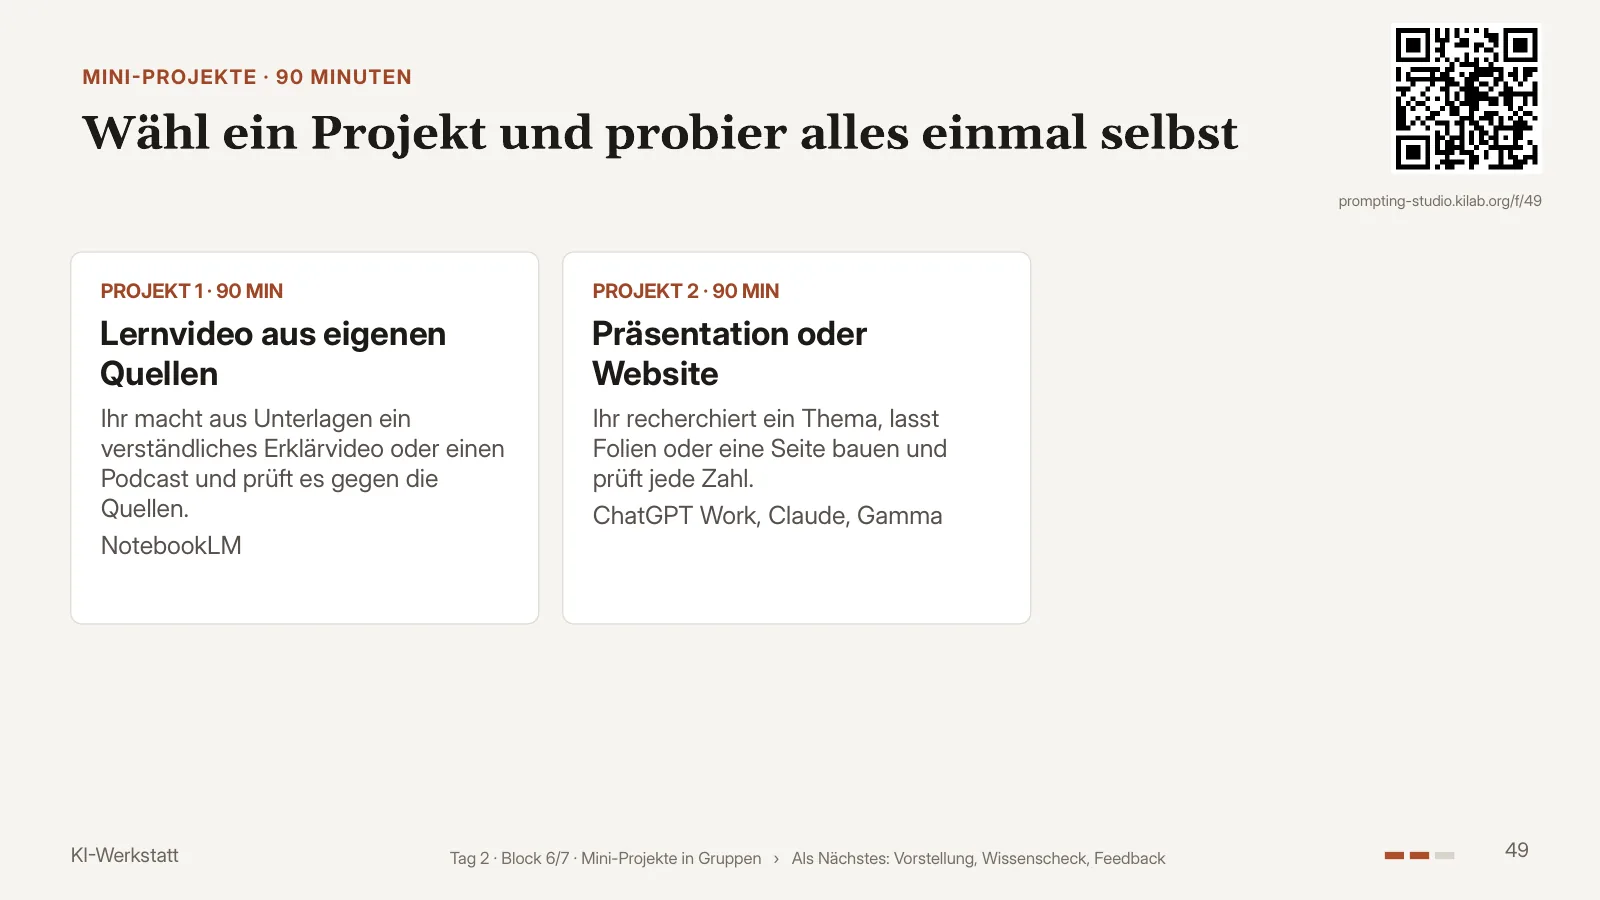 MINI-PROJEKTE · 90 MINUTEN
Wähl ein Projekt und probier alles einmal selbst
prompting-studio.kilab.org/f/49
PROJEKT 1 · 90 MIN
Lernvideo aus eigenen
Quellen
Ihr macht aus Unterlagen ein
verständliches Erklärvideo oder einen
Podcast und prüft es gegen die
Quellen.
NotebookLM
PROJEKT 2 · 90 MIN
Präsentation oder
Website
Ihr recherchiert ein Thema, lasst
Folien oder eine Seite bauen und
prüft jede Zahl.
ChatGPT Work, Claude, Gamma
KI-Werkstatt
Tag 2 · Block 6/7 · Mini-Projekte in Gruppen › Als Nächstes: Vorstellung, Wissenscheck, Feedback
49